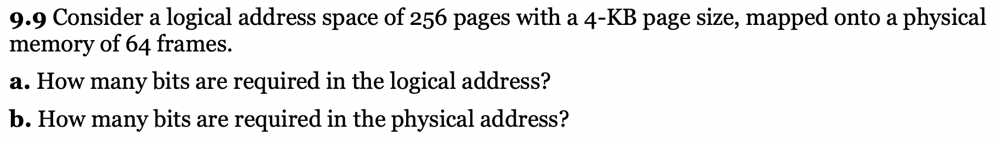 9.9 Consider a logical address space of 256 pages with a 4-KB page size, mapped onto a physical
memory of 64 frames.
a. How many bits are required in the logical address?
b. How many bits are required in the physical address?